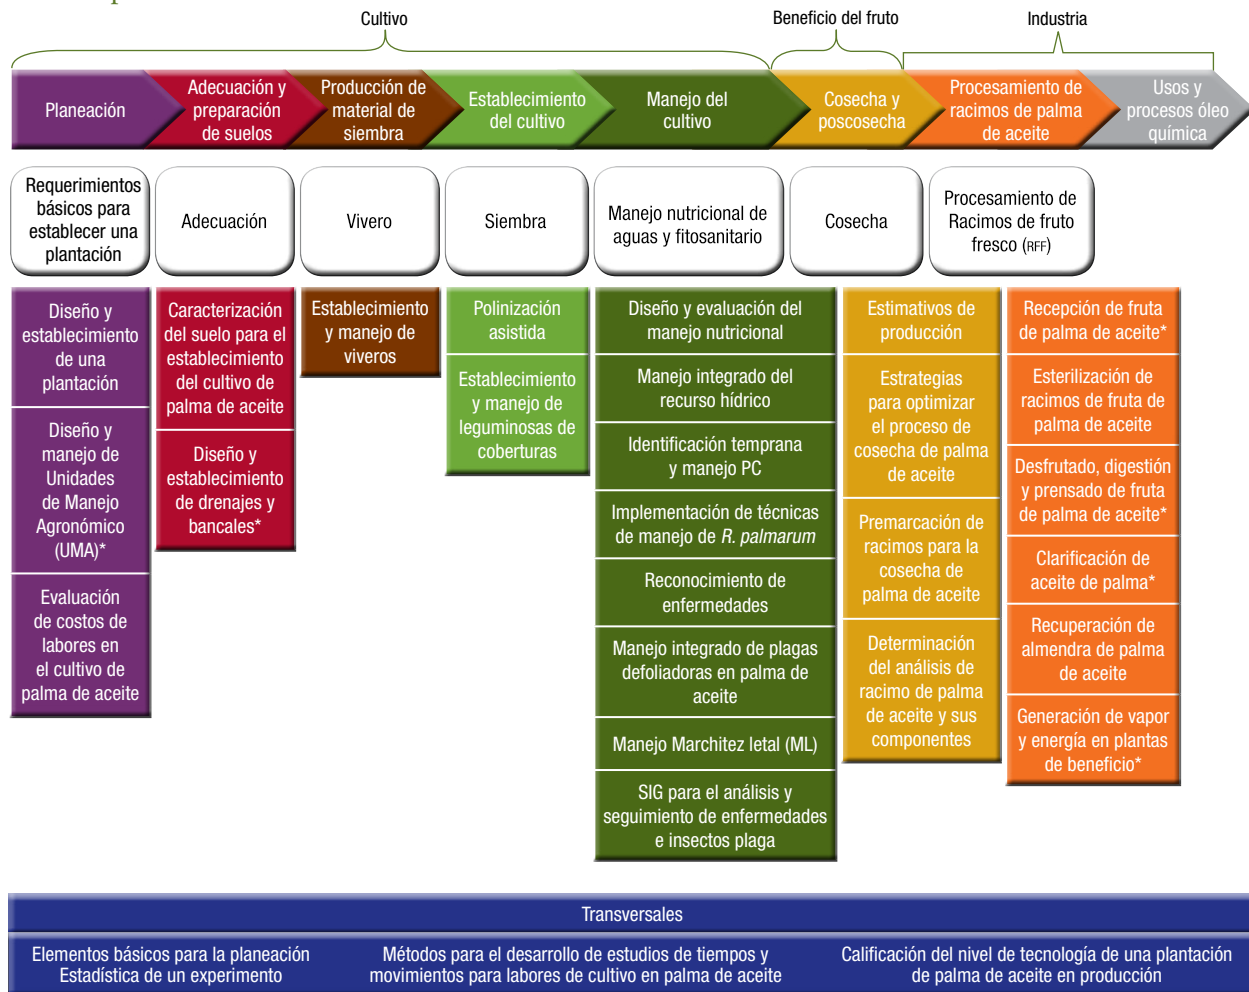 Cultivo
Beneficio del fruto
Industria
Planeación
Adecuación y
preparación
de suelos
Producción de
material de
siembra
Establecimiento
del cultivo
Manejo del
cultivo
Cosecha y
poscosecha
Procesamiento de
racimos de palma
de aceite
Usos y
procesos óleo
química
Requerimientos
básicos para
establecer una
plantación
Adecuación
Vivero
Siembra
Manejo nutricional de
aguas y fitosanitario
Cosecha
Procesamiento de
Racimos de fruto
fresco (RFF)
Diseño y
establecimiento
de una
plantación
Diseño y
manejo de
Unidades
de Manejo
Agronómico
(UMA)*
Evaluación
de costos de
labores en
el cultivo de
palma de aceite
Caracterización
del suelo para el
establecimiento
del cultivo de
palma de aceite
Diseño y
establecimiento
de drenajes y
bancales*
Establecimiento
y manejo de
viveros
Polinización
asistida
Establecimiento
y manejo de
leguminosas de
coberturas
Diseño y evaluación del
manejo nutricional
Manejo integrado del
recurso hídrico
Identificación temprana
y manejo PC
Implementación de técnicas
de manejo de R. palmarum
Reconocimiento de
enfermedades
Manejo integrado de plagas
defoliadoras en palma de
aceite
Manejo Marchitez letal (ML)
SIG para el análisis y
seguimiento de enfermedades
e insectos plaga
Estimativos de
producción
Estrategias
para optimizar
el proceso de
cosecha de palma
de aceite
Premarcación de
racimos para la
cosecha de
palma de aceite
Determinación
del análisis de
racimo de palma
de aceite y sus
componentes
Recepción de fruta
de palma de aceite*
Esterilización de
racimos de fruta de
palma de aceite
Desfrutado, digestión
y prensado de fruta
de palma de aceite*
Clarificación de
aceite de palma*
Recuperación de
almendra de palma
de aceite
Generación de vapor
y energía en plantas
de beneficio*
Transversales
Elementos básicos para la planeación
Estadística de un experimento
Métodos para el desarrollo de estudios de tiempos y
movimientos para labores de cultivo en palma de aceite
Calificación del nivel de tecnología de una plantación
de palma de aceite en producción